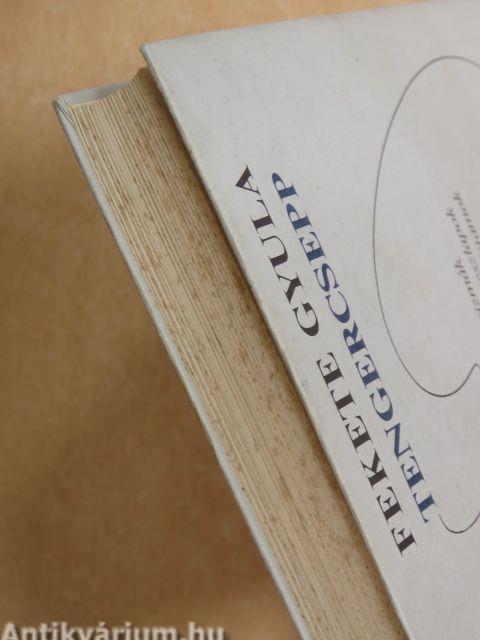 FEKETE GYULA
TENGERCSEPP
Antikvárium.hu